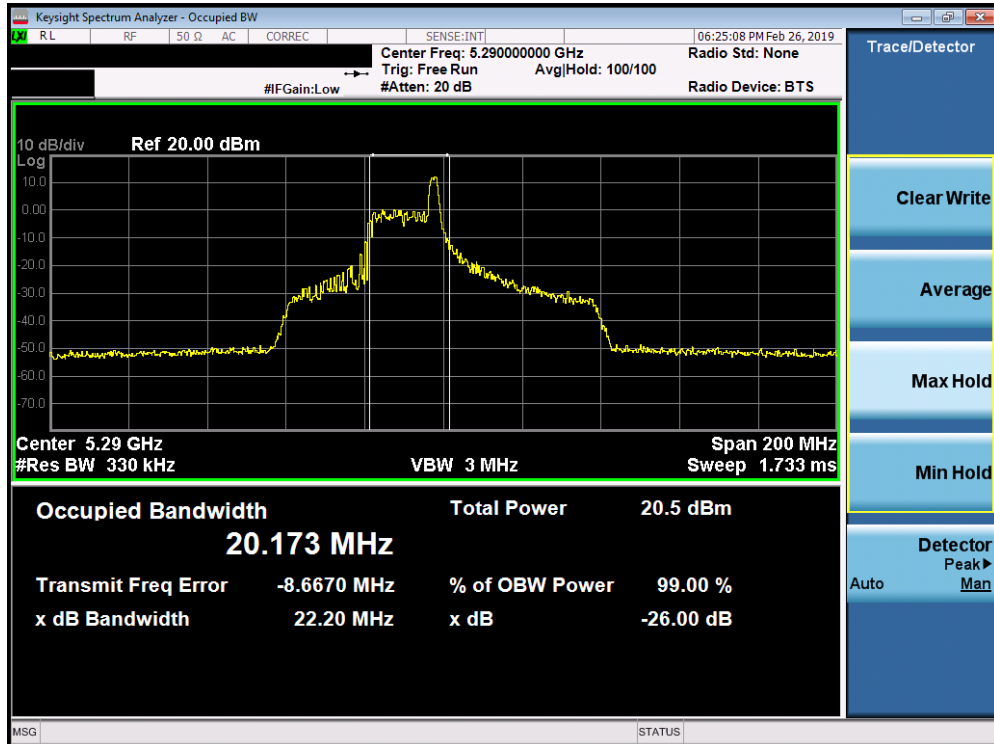 Keysight Spectrum Analyzer - Occupied BW
LXI RL RF 50 Ω AC CORREC SENSE:INT 06:25:08 PM Feb 26, 2019
Center Freq: 5.290000000 GHz Radio Std: None
Trig: Free Run Avg|Hold: 100/100
#IFGain:Low #Atten: 20 dB Radio Device: BTS
10 dB/div Ref 20.00 dBm
Log
10.0
0.00
-10.0
-20.0
-30.0
-40.0
-50.0
-60.0
-70.0
Center 5.29 GHz Span 200 MHz
#Res BW 330 kHz VBW 3 MHz Sweep 1.733 ms
Occupied Bandwidth Total Power 20.5 dBm
20.173 MHz
Transmit Freq Error -8.6670 MHz % of OBW Power 99.00 %
x dB Bandwidth 22.20 MHz x dB -26.00 dB
MSG STATUS
Trace/Detector
Clear Write
Average
Max Hold
Min Hold
Detector
Peak▶
Auto Man